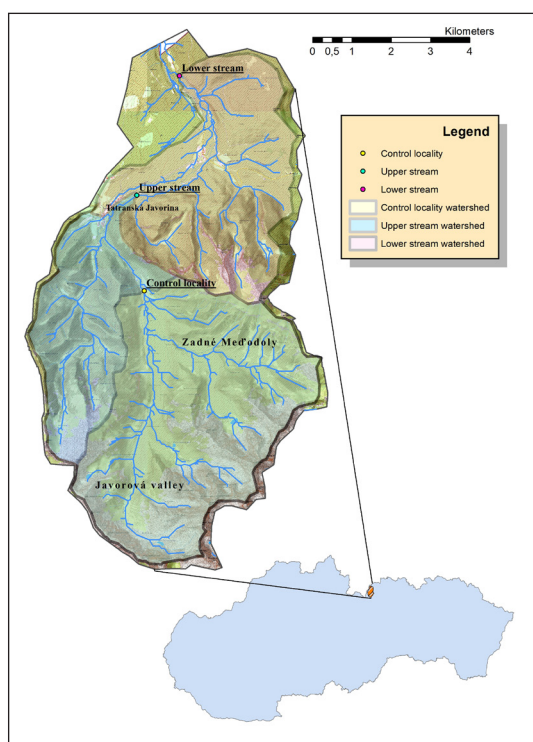 Kilometers
0 0,5 1 2 3 4
Lower stream
Legend
Control locality
Upper stream
Lower stream
Control locality watershed
Upper stream watershed
Lower stream watershed
Upper stream
Tatranská Javorina
Control locality
Zadné Meďodoly
Javorová valley